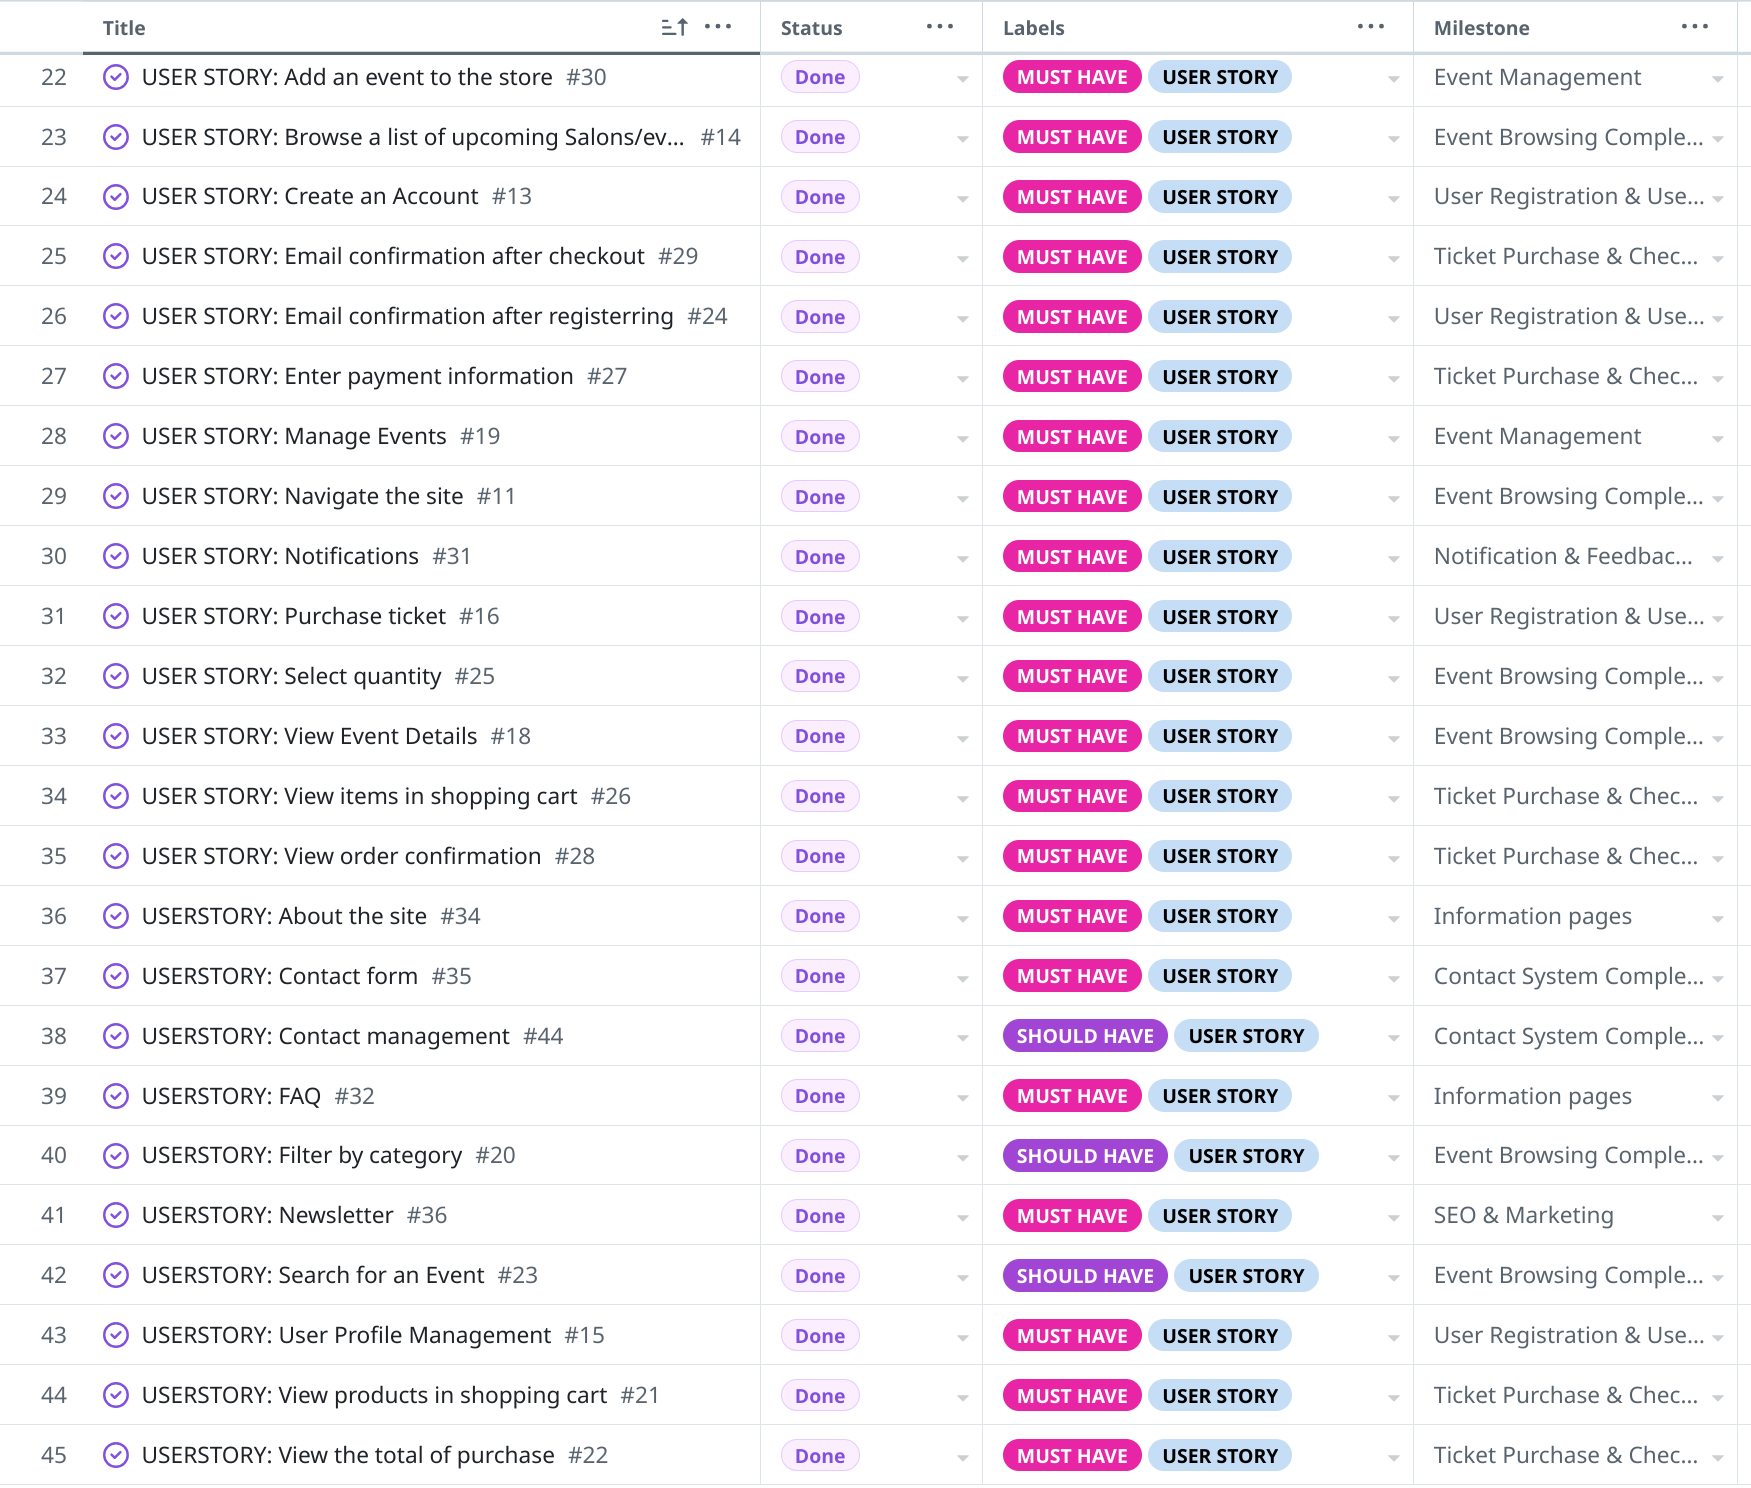 Title Status Labels Milestone
22 USER STORY: Add an event to the store #30 Done MUST HAVE USER STORY Event Management
23 USER STORY: Browse a list of upcoming Salons/ev... #14 Done MUST HAVE USER STORY Event Browsing Comple...
24 USER STORY: Create an Account #13 Done MUST HAVE USER STORY User Registration & Use...
25 USER STORY: Email confirmation after checkout #29 Done MUST HAVE USER STORY Ticket Purchase & Chec...
26 USER STORY: Email confirmation after registerring #24 Done MUST HAVE USER STORY User Registration & Use...
27 USER STORY: Enter payment information #27 Done MUST HAVE USER STORY Ticket Purchase & Chec...
28 USER STORY: Manage Events #19 Done MUST HAVE USER STORY Event Management
29 USER STORY: Navigate the site #11 Done MUST HAVE USER STORY Event Browsing Comple...
30 USER STORY: Notifications #31 Done MUST HAVE USER STORY Notification & Feedbac...
31 USER STORY: Purchase ticket #16 Done MUST HAVE USER STORY User Registration & Use...
32 USER STORY: Select quantity #25 Done MUST HAVE USER STORY Event Browsing Comple...
33 USER STORY: View Event Details #18 Done MUST HAVE USER STORY Event Browsing Comple...
34 USER STORY: View items in shopping cart #26 Done MUST HAVE USER STORY Ticket Purchase & Chec...
35 USER STORY: View order confirmation #28 Done MUST HAVE USER STORY Ticket Purchase & Chec...
36 USERSTORY: About the site #34 Done MUST HAVE USER STORY Information pages
37 USERSTORY: Contact form #35 Done MUST HAVE USER STORY Contact System Comple...
38 USERSTORY: Contact management #44 Done SHOULD HAVE USER STORY Contact System Comple...
39 USERSTORY: FAQ #32 Done MUST HAVE USER STORY Information pages
40 USERSTORY: Filter by category #20 Done SHOULD HAVE USER STORY Event Browsing Comple...
41 USERSTORY: Newsletter #36 Done MUST HAVE USER STORY SEO & Marketing
42 USERSTORY: Search for an Event #23 Done SHOULD HAVE USER STORY Event Browsing Comple...
43 USERSTORY: User Profile Management #15 Done MUST HAVE USER STORY User Registration & Use...
44 USERSTORY: View products in shopping cart #21 Done MUST HAVE USER STORY Ticket Purchase & Chec...
45 USERSTORY: View the total of purchase #22 Done MUST HAVE USER STORY Ticket Purchase & Chec...